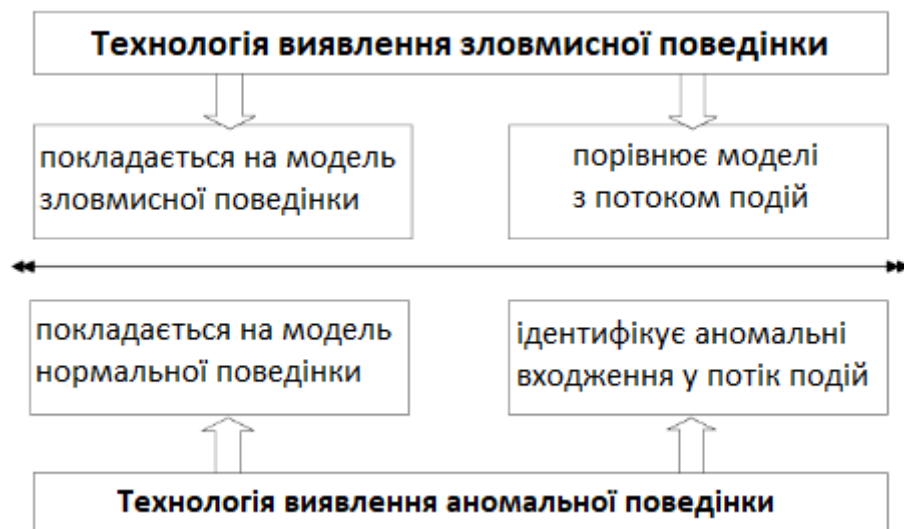 Технологія виявлення зловмисної поведінки
покладається на модель
зловмисної поведінки
порівнює моделі
з потоком подій
покладається на модель
нормальної поведінки
ідентифікує аномальні
входження у потік подій
Технологія виявлення аномальної поведінки